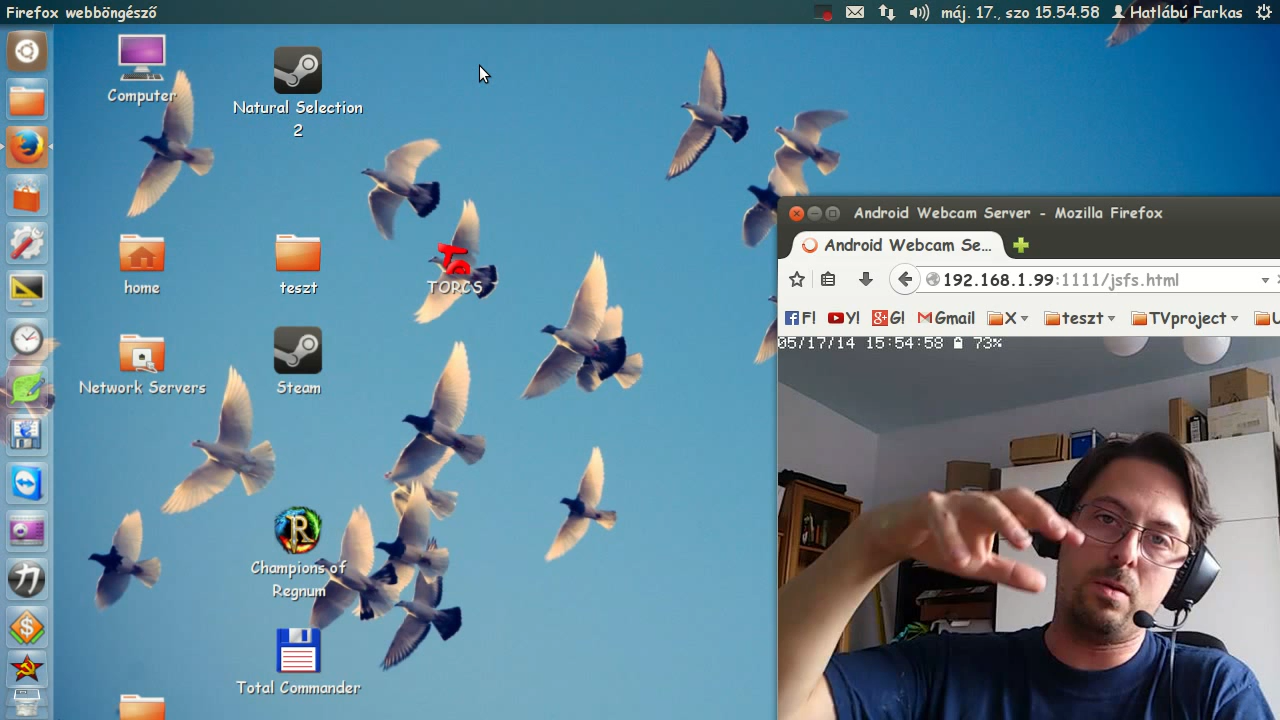 Firefox webböngésző
máj. 17., szo 15.54.58 Hatlábú Farkas
Computer
Natural Selection
2
home
teszt
TORCS
Network Servers
Steam
Champions of
Regnum
Total Commander
Android Webcam Server - Mozilla Firefox
Android Webcam Se...
192.168.1.99:1111/jsfs.html
F! Y! G! Gmail X teszt TVproject U
05/17/14 15:54:58 73%